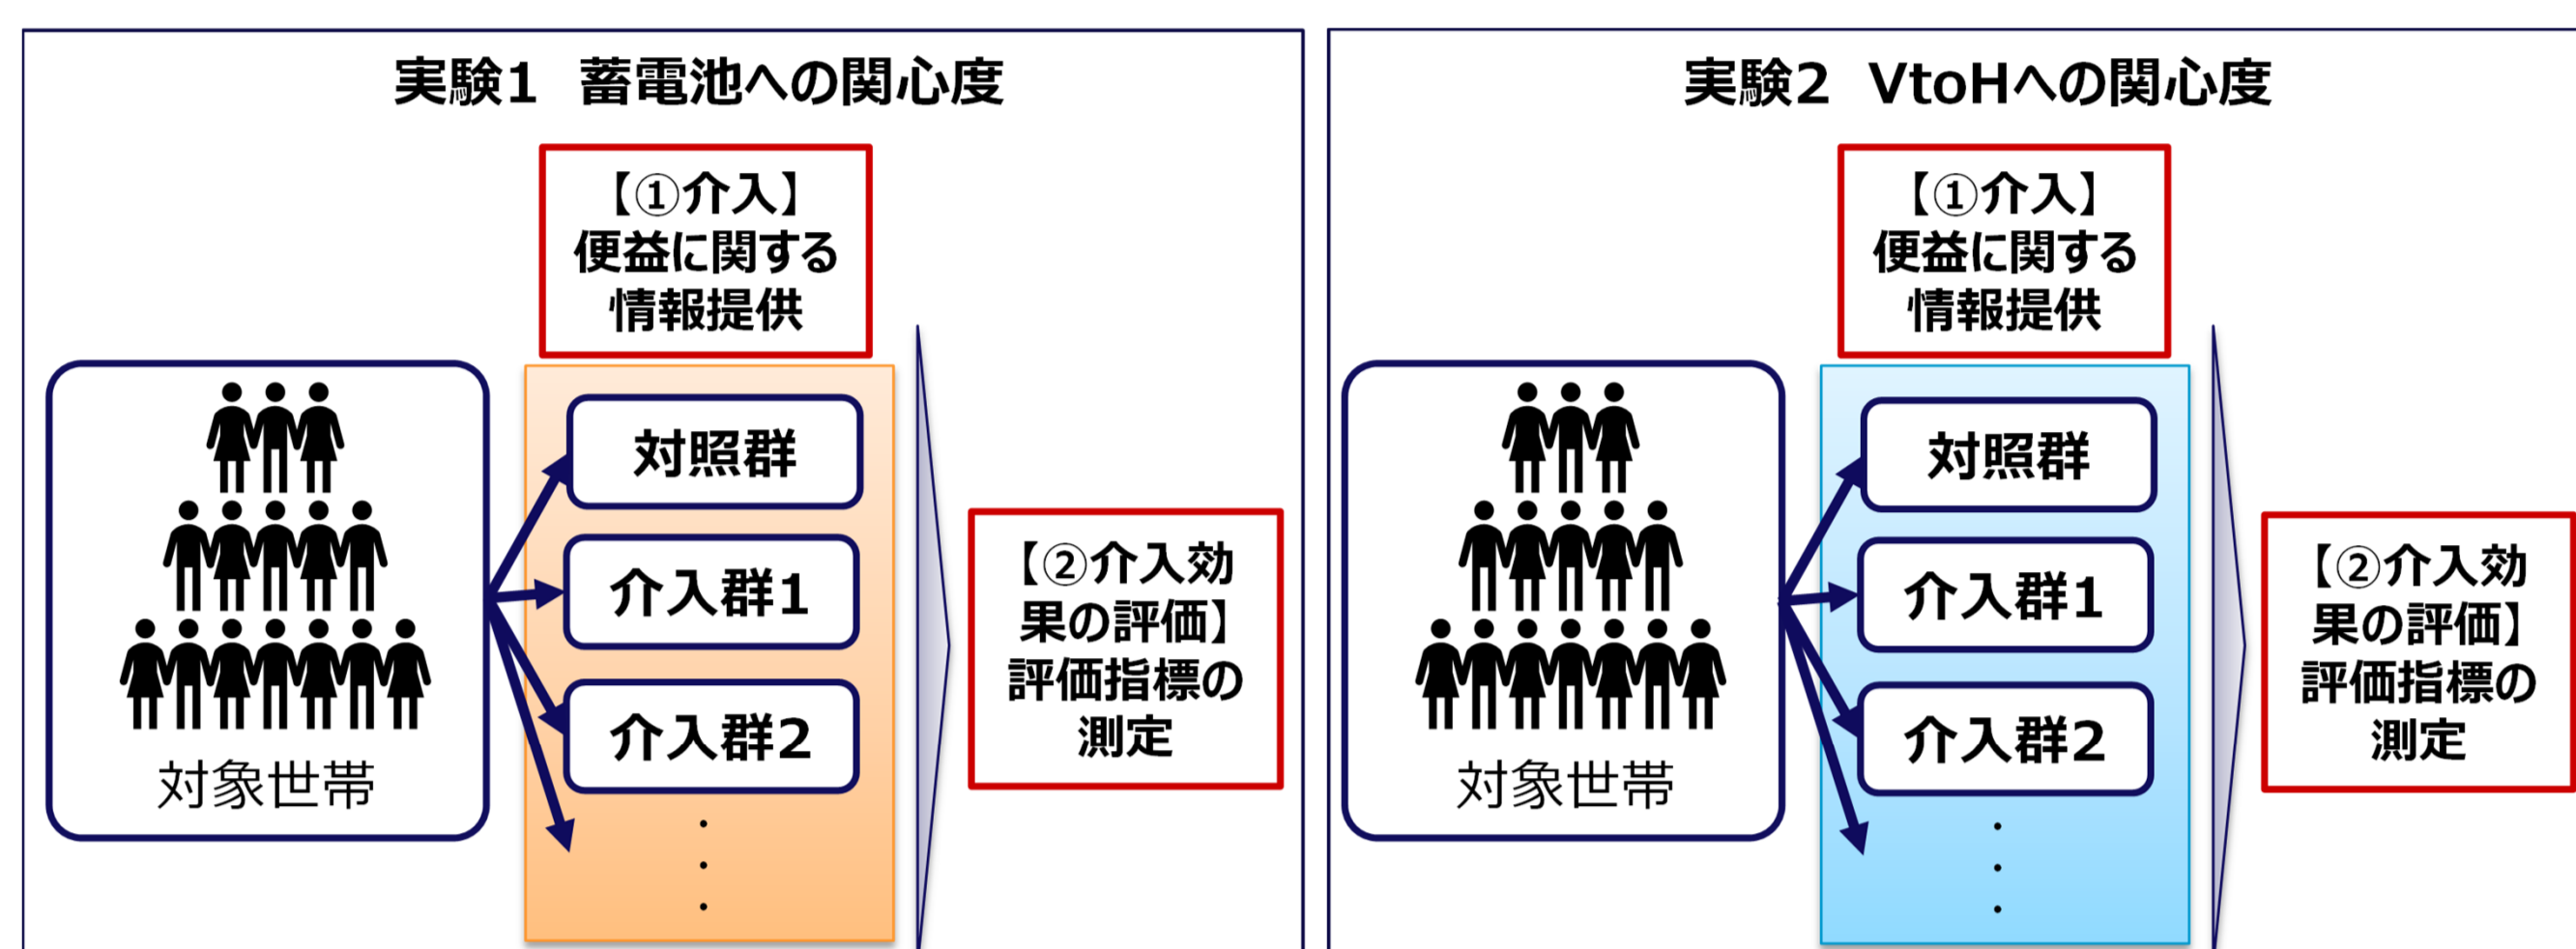 実験1 蓄電池への関心度
【①介入】
便益に関する
情報提供
対象世帯
対照群
介入群1
介入群2
・
・
・
【②介入効
果の評価】
評価指標の
測定
実験2 VtoHへの関心度
【①介入】
便益に関する
情報提供
対象世帯
対照群
介入群1
介入群2
・
・
・
【②介入効
果の評価】
評価指標の
測定